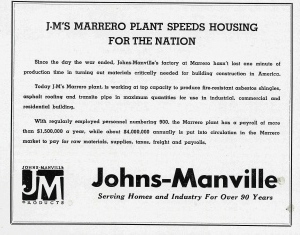 J-M'S MARRERO PLANT SPEEDS HOUSING
FOR THE NATION
Since the day the war ended, Johns-Manville's factory at Marrero hasn't lost one minute of
production time in turning out materials critically needed for building construction in America.
Today J-M's Marrero plant, is working at top capacity to produce fire-resistant asbestos shingles,
asphalt roofing and transite pipe in maximum quantities for use in industrial, commercial and
residential building.
With regularly employed personnel numbering 900, the Marrero plant has a payroll of more
than $1,500,000 a year, while about $4,000,000 annually is put into circulation in the Marrero
market to pay for raw materials, supplies, taxes, freight and payrolls.
JOHNS-MANVILLE
JM
PRODUCTS
Johns-Manville
Serving Homes and Industry For Over 90 Years